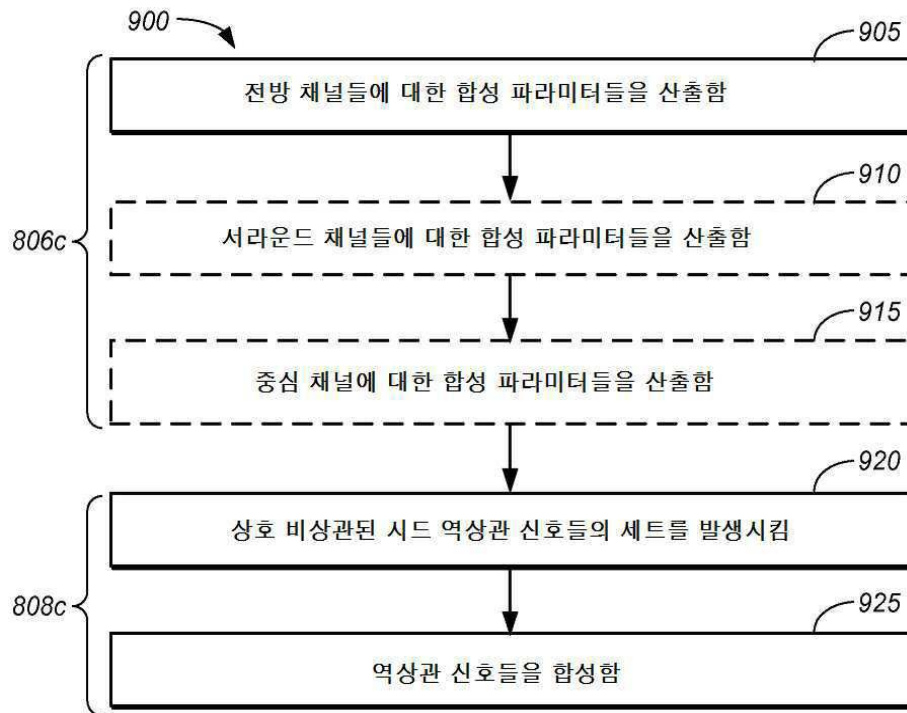 900
905
전방 채널들에 대한 합성 파라미터들을 산출함
910
806c
서라운드 채널들에 대한 합성 파라미터들을 산출함
915
중심 채널에 대한 합성 파라미터들을 산출함
920
상호 비상관된 시드 역상관 신호들의 세트를 발생시킴
808c
925
역상관 신호들을 합성함